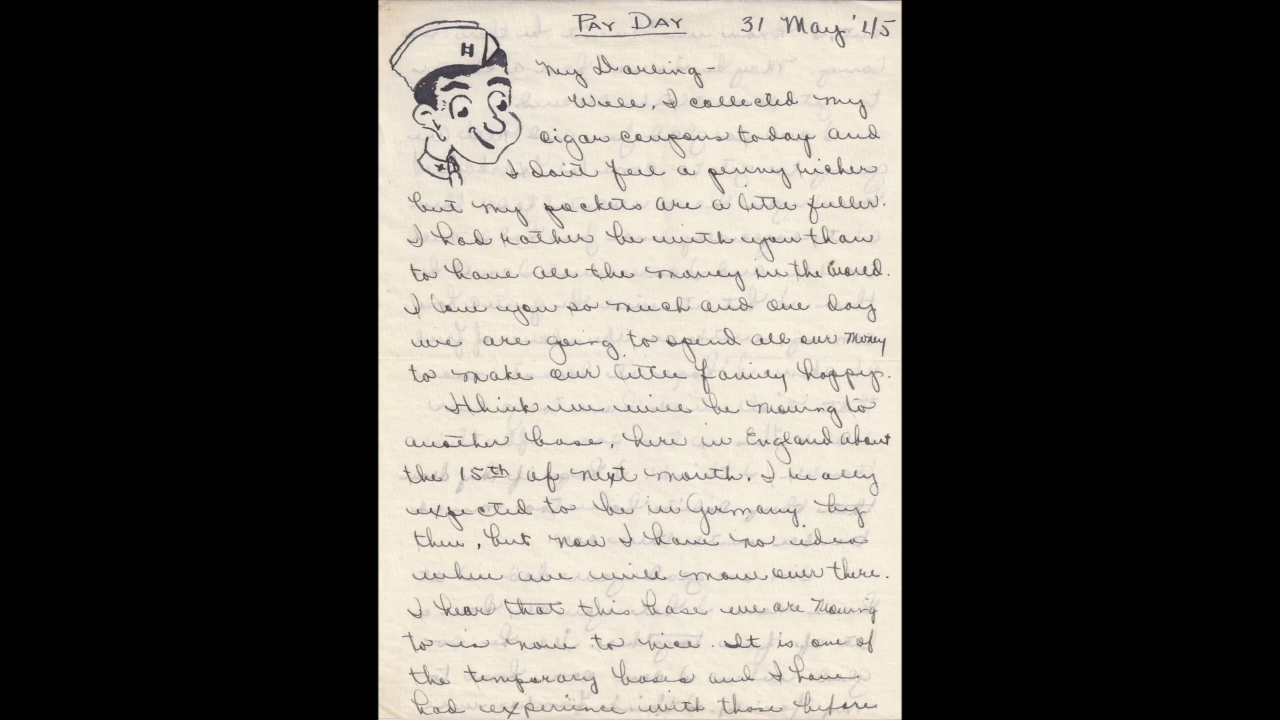 PAY DAY 31 May '45
My Darling-
Well, I collected my
cigar coupons today and
I don't feel a penny richer
but my pockets are a little fuller.
I had rather be with you than
to have all the money in the world.
I love you so much and one day
we are going to spend all our money
to make our little family happy.
I think we will be moving to
another base, here in England about
the 15th of next month. I really
expected to be in Germany by
then, but now I have no idea
when we will move over there.
I hear that this base we are moving
to is none to nice. It is one of
the temporary bases and I have
had experience with those before